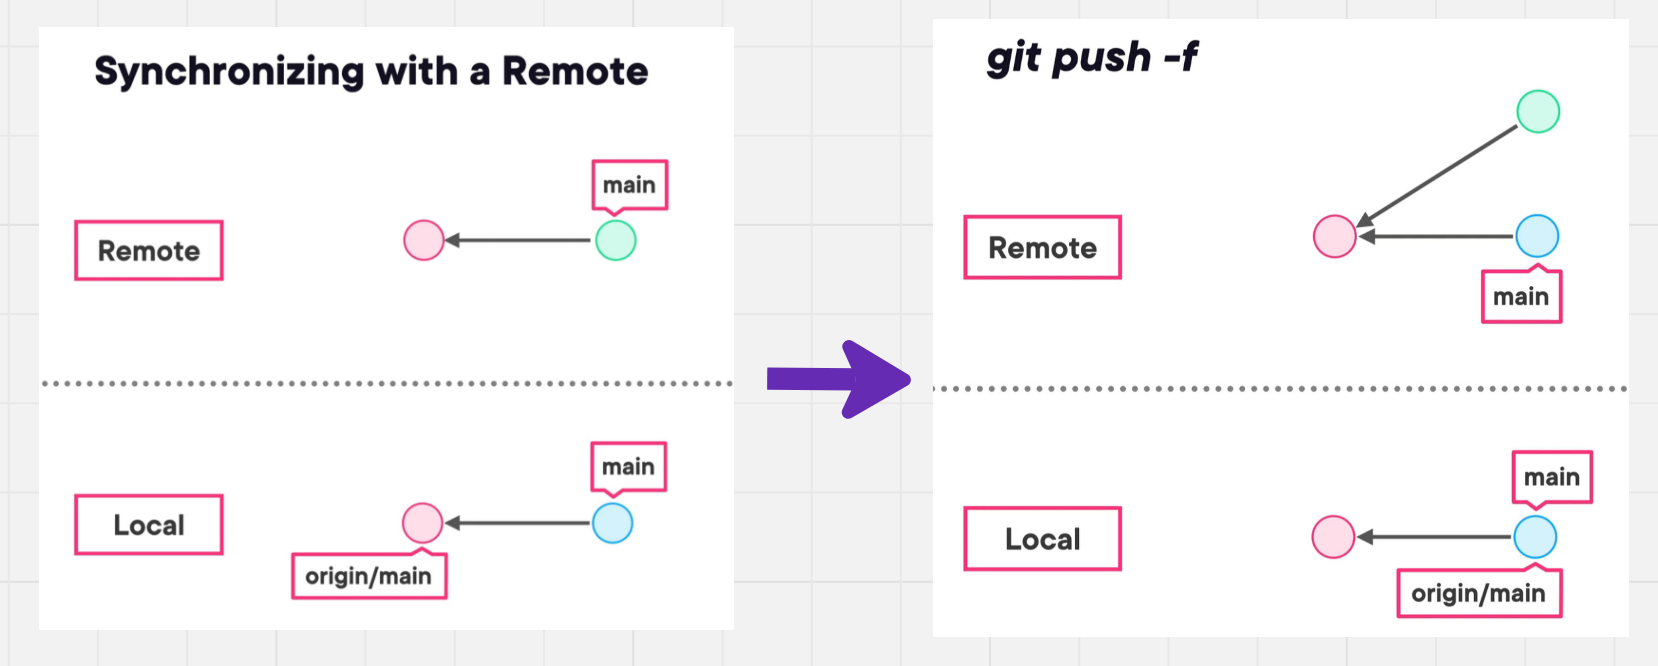 Synchronizing with a Remote
main
Remote
main
Local
origin/main
git push -f
Remote
main
main
Local
origin/main